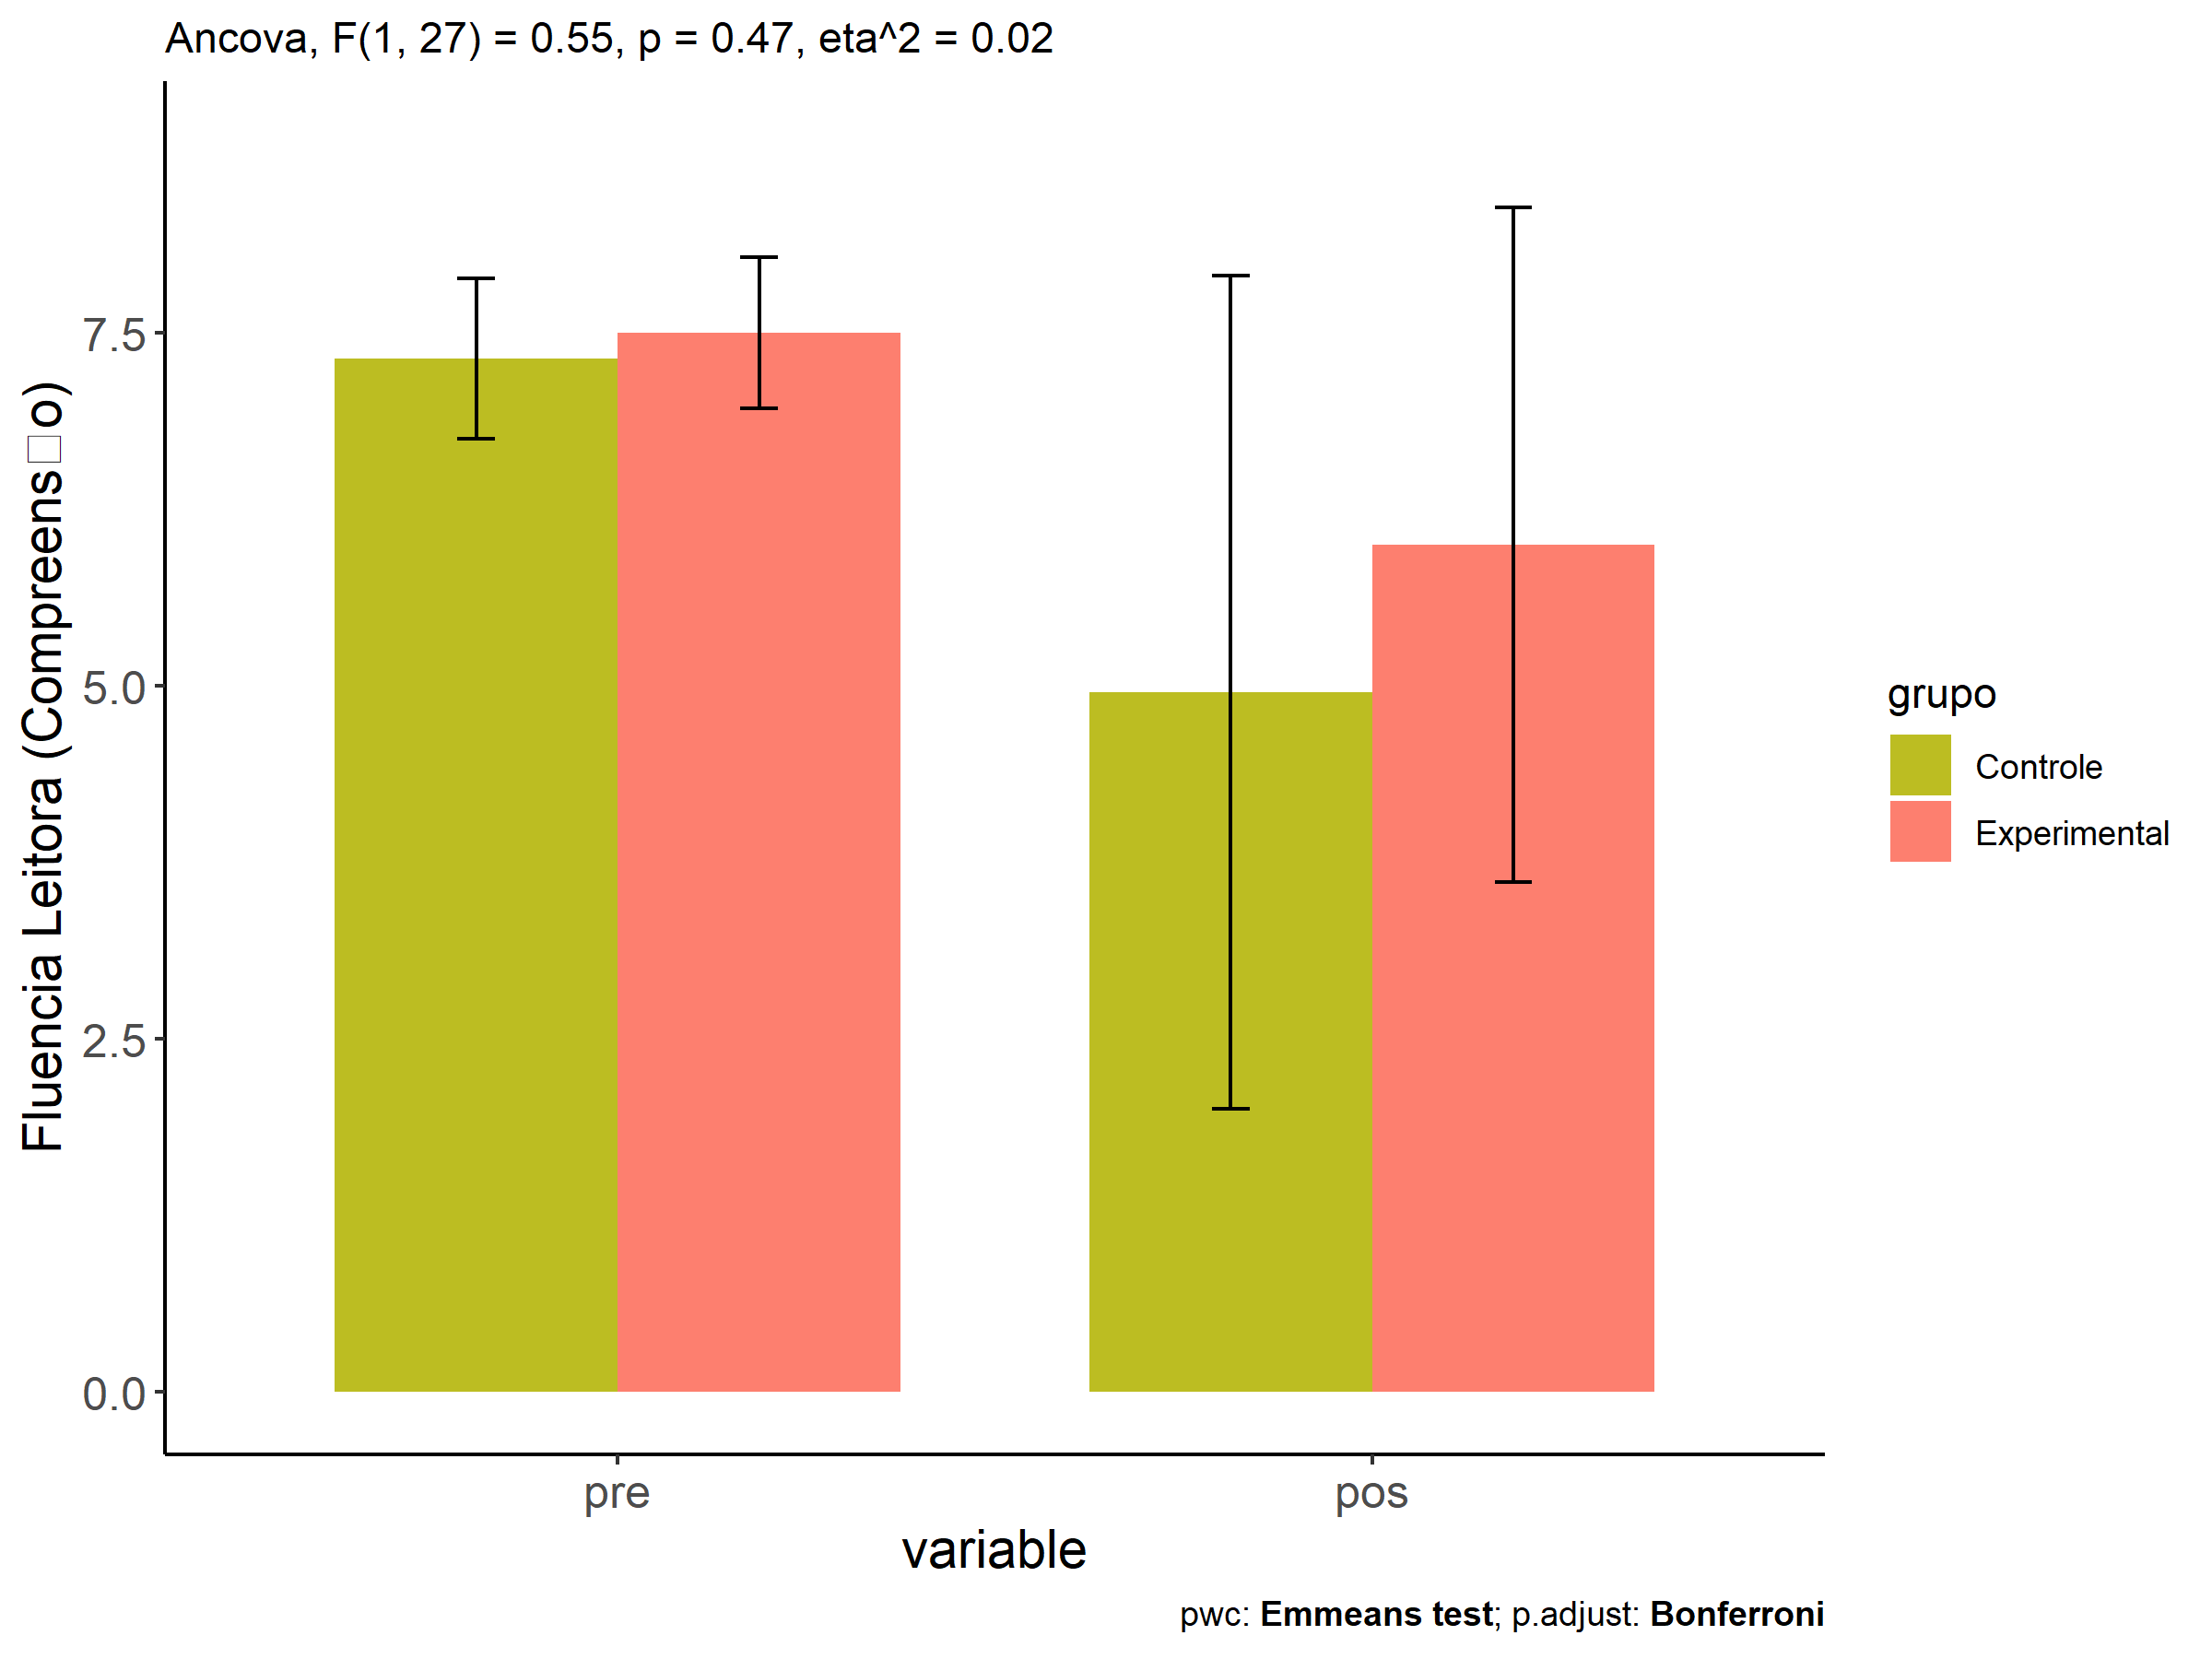 Ancova, F(1, 27) = 0.55, p = 0.47, eta^2 = 0.02
Fluencia Leitora (Compreens□o)
7.5
5.0
2.5
0.0
pre
pos
variable
grupo
Controle
Experimental
pwc: Emmeans test; p.adjust: Bonferroni